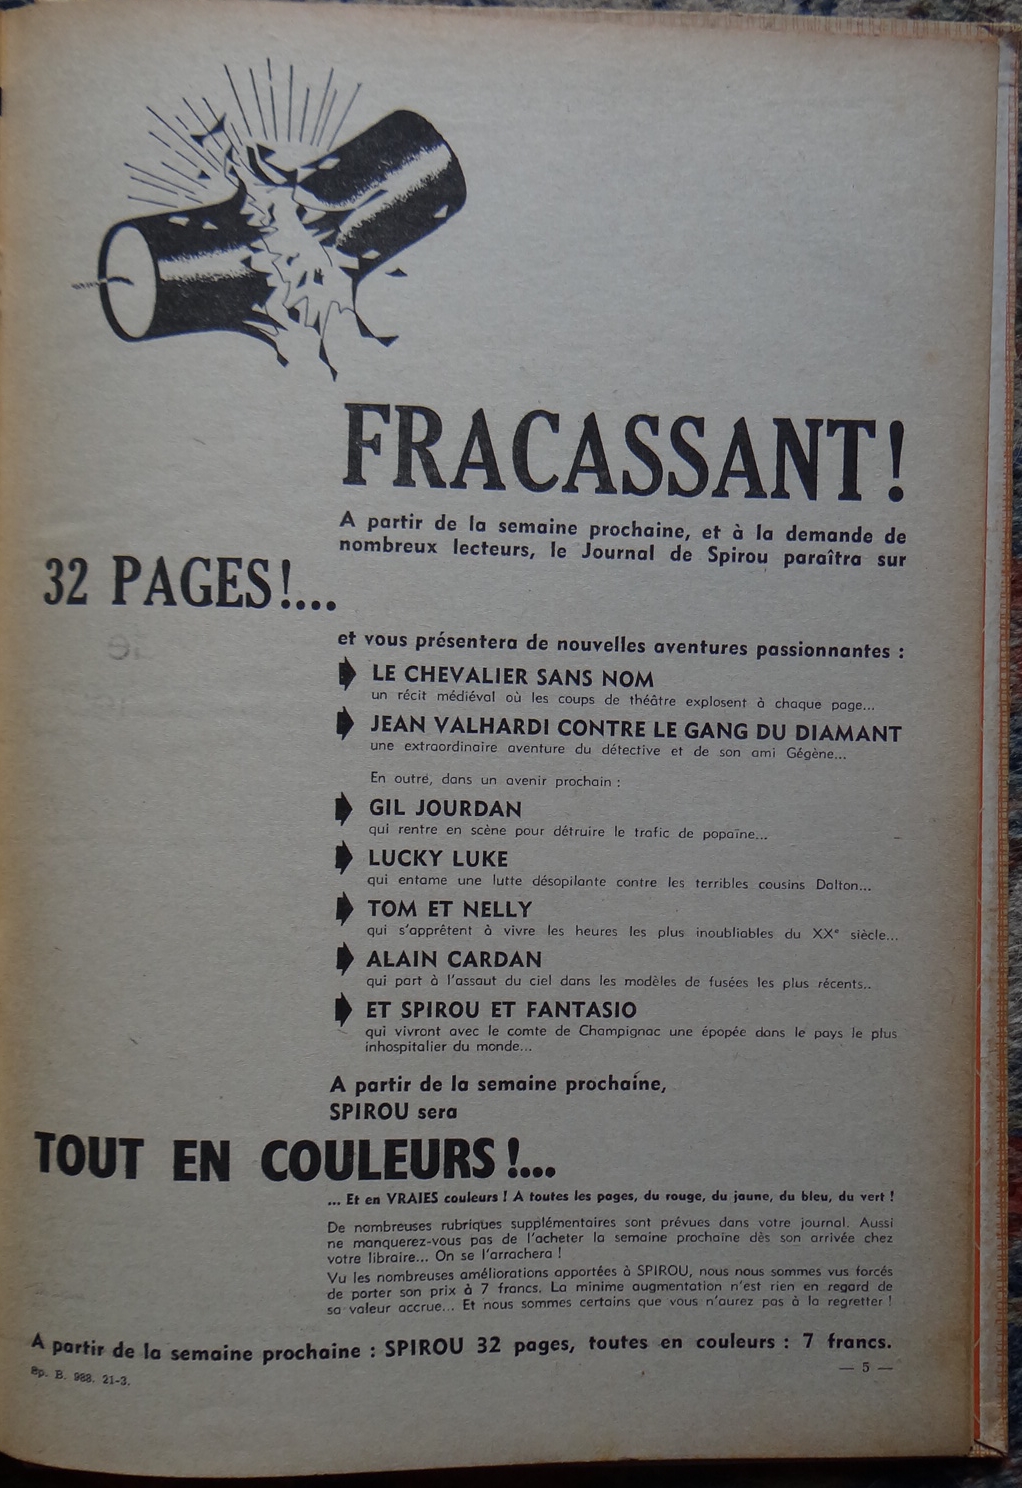 FRACASSANT!
A partir de la semaine prochaine, et à la demande de
nombreux lecteurs, le Journal de Spirou paraîtra sur
32 PAGES!...
et vous présentera de nouvelles aventures passionnantes :
LE CHEVALIER SANS NOM
un récit médiéval où les coups de théâtre explosent à chaque page...
JEAN VALHARDI CONTRE LE GANG DU DIAMANT
une extraordinaire aventure du détective et de son ami Gégène...
En outre, dans un avenir prochain :
GIL JOURDAN
qui rentre en scène pour détruire le trafic de popaïne...
LUCKY LUKE
qui entame une lutte désopilante contre les terribles cousins Dalton...
TOM ET NELLY
qui s'apprêtent à vivre les heures les plus inoubliables du XXe siècle...
ALAIN CARDAN
qui part à l'assaut du ciel dans les modèles de fusées les plus récents..
ET SPIROU ET FANTASIO
qui vivront avec le comte de Champignac une épopée dans le pays le plus
inhospitalier du monde...
A partir de la semaine prochaine,
SPIROU sera
TOUT EN COULEURS!...
... Et en VRAIES couleurs ! A toutes les pages, du rouge, du jaune, du bleu, du vert !
De nombreuses rubriques supplémentaires sont prévues dans votre journal. Aussi
ne manquerez-vous pas de l'acheter la semaine prochaine dès son arrivée chez
votre libraire... On se l'arrachera !
Vu les nombreuses améliorations apportées à SPIROU, nous nous sommes vus forcés
de porter son prix à 7 francs. La minime augmentation n'est rien en regard de
sa valeur accrue... Et nous sommes certains que vous n'aurez pas à la regretter !
A partir de la semaine prochaine : SPIROU 32 pages, toutes en couleurs : 7 francs.
Sp. B. 988. 21-3.
— 5 —